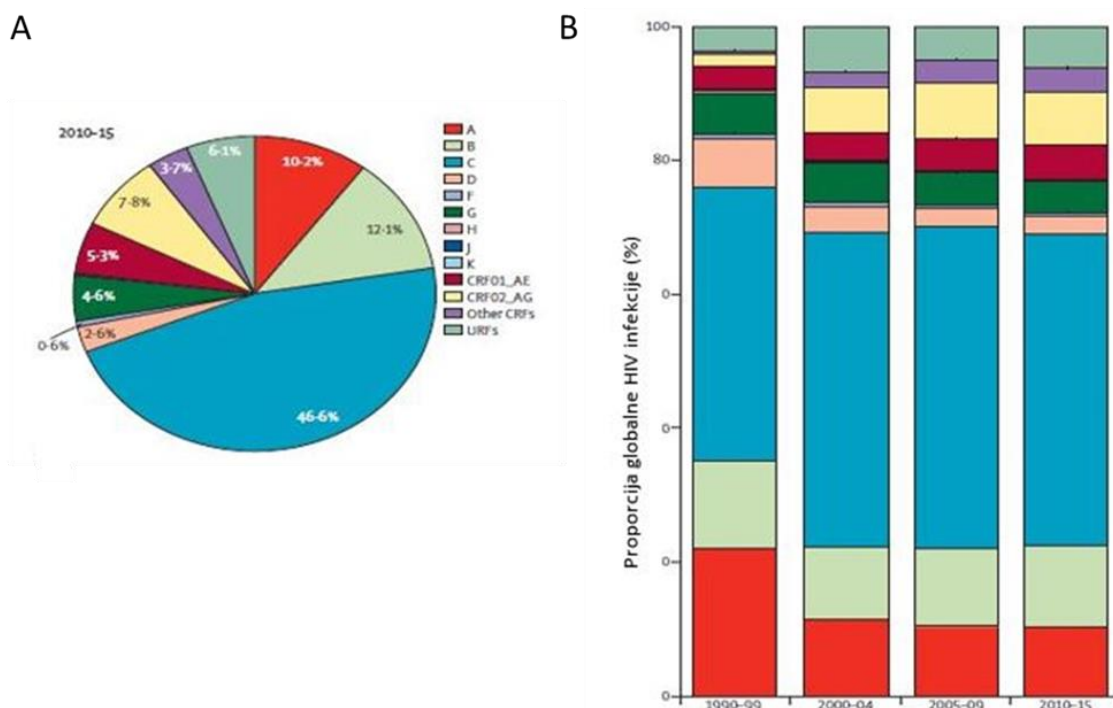 A
2010-15
6·1%
10·2%
3·7%
7·8%
12·1%
5·3%
4·6%
2·6%
0·6%
46·6%
A
B
C
D
F
G
H
J
K
CRF01_AE
CRF02_AG
Other CRFs
URFs
B
Proporcija globalne HIV infekcije (%)
100
80
0
0
0
0
1990-99
2000-04
2005-09
2010-15